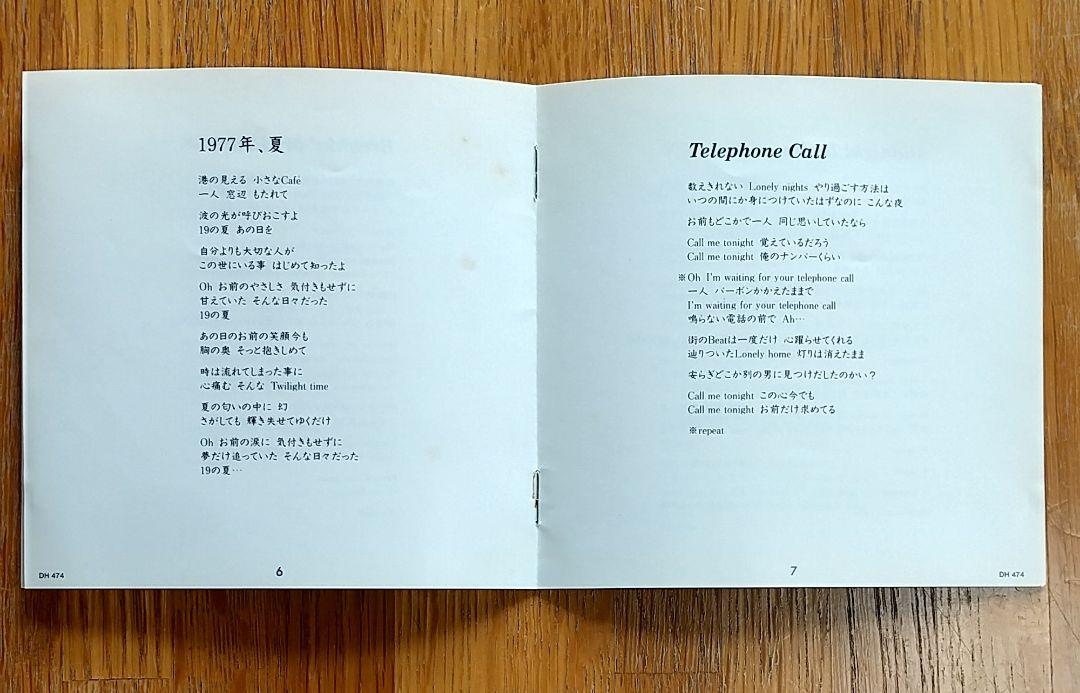 1977年、夏
港の見える 小さなCafé
一人 窓辺 もたれて
波の光が呼びおこすよ
19の夏 あの日を
自分よりも大切な人が
この世にいる事 はじめて知ったよ
Oh お前のやさしさ 気付きもせずに
甘えていた そんな日々だった
19の夏
あの日のお前の笑顔今も
胸の奥 そっと抱きしめて
時は流れてしまった事に
心痛む そんな Twilight time
夏の匂いの中に 幻
さがしても 輝き失せてゆくだけ
Oh お前の涙に 気付きもせずに
夢だけ追っていた そんな日々だった
19の夏…
DH 474
6
Telephone Call
数えきれない Lonely nights やり過ごす方法は
いつの間にか身につけていたはずなのに こんな夜
お前もどこかで一人 同じ思いしていたなら
Call me tonight 覚えているだろう
Call me tonight 俺のナンバーくらい
※Oh I'm waiting for your telephone call
一人 バーボンかかえたままで
I'm waiting for your telephone call
鳴らない電話の前で Ah…
街のBeatは一度だけ 心躍らせてくれる
辿りついたLonely home 灯りは消えたまま
安らぎどこか別の男に見つけだしたのかい？
Call me tonight この心今でも
Call me tonight お前だけ求めてる
※repeat
7
DH 474